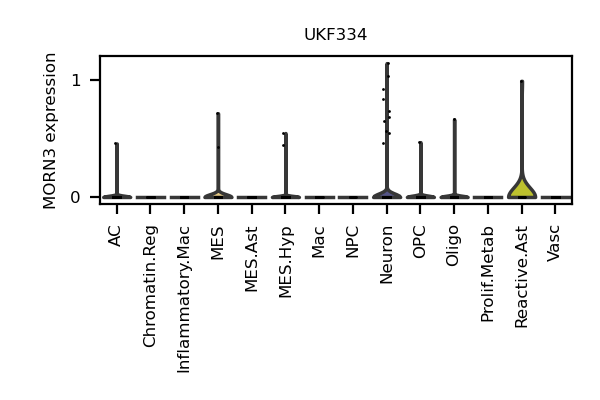 UKF334
MORN3 expression
1
0
AC
Chromatin.Reg
Inflammatory.Mac
MES
MES.Ast
MES.Hyp
Mac
NPC
Neuron
OPC
Oligo
Prolif.Metab
Reactive.Ast
Vasc